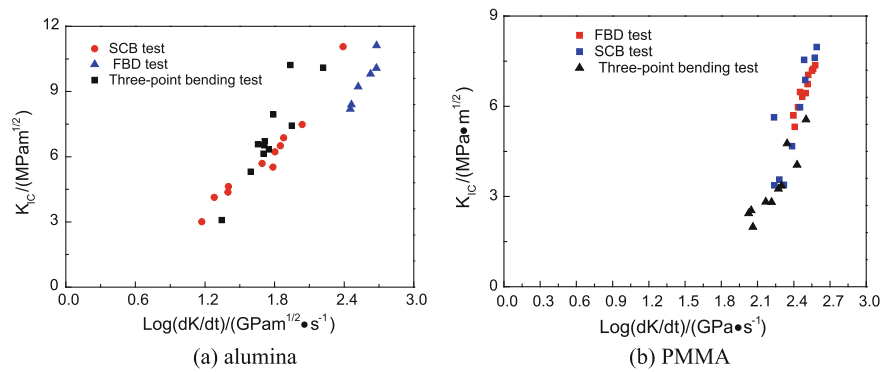 12
9
6
3
0
K_IC/(MPam^1/2)
SCB test
FBD test
Three-point bending test
0.0 0.6 1.2 1.8 2.4 3.0
Log(dK/dt)/(GPam^1/2●s^-1)
(a) alumina
9
6
3
0
K_IC/(MPa●m^1/2)
FBD test
SCB test
Three-point bending test
0.0 0.3 0.6 0.9 1.2 1.5 1.8 2.1 2.4 2.7 3.0
Log(dK/dt)/(GPa●s^-1)
(b) PMMA